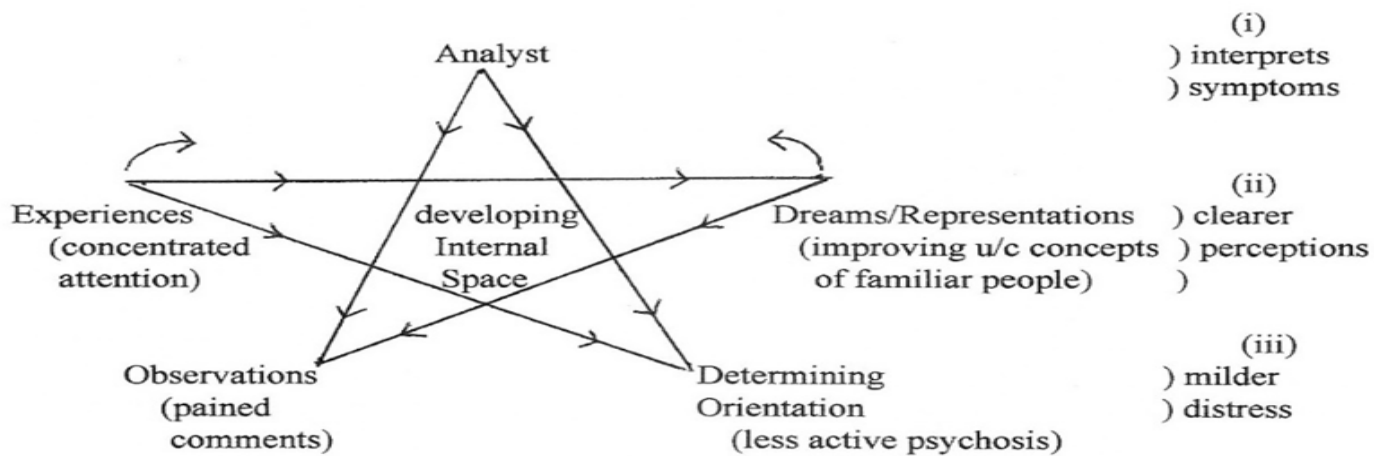 (i)
Analyst ) interprets
) symptoms
(ii)
Experiences developing Dreams/Representations ) clearer
(concentrated Internal (improving u/c concepts ) perceptions
attention) Space of familiar people) )
(iii)
Observations Determining ) milder
(pained Orientation ) distress
comments) (less active psychosis)